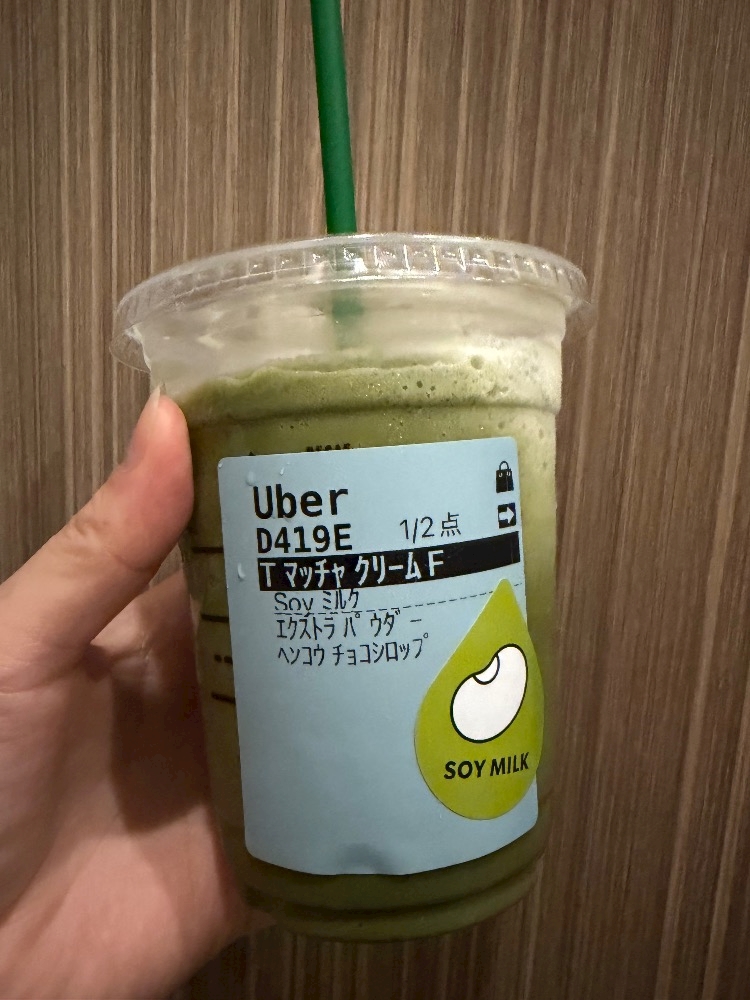 DECAF
Uber
D419E 1/2点
T マッチャ クリーム F
Soy ミルク
エクストラ パウダー
ヘンコウ チョコシロップ
SOY MILK